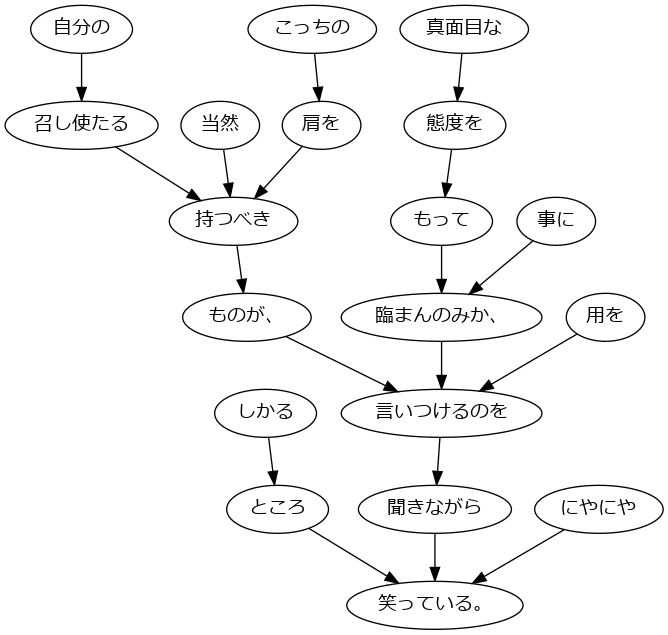 自分の
こっちの
真面目な
召し使たる
当然
肩を
態度を
持つべき
もって
事に
ものが、
臨まんのみか、
用を
しかる
言いつけるのを
ところ
聞きながら
にやにや
笑っている。